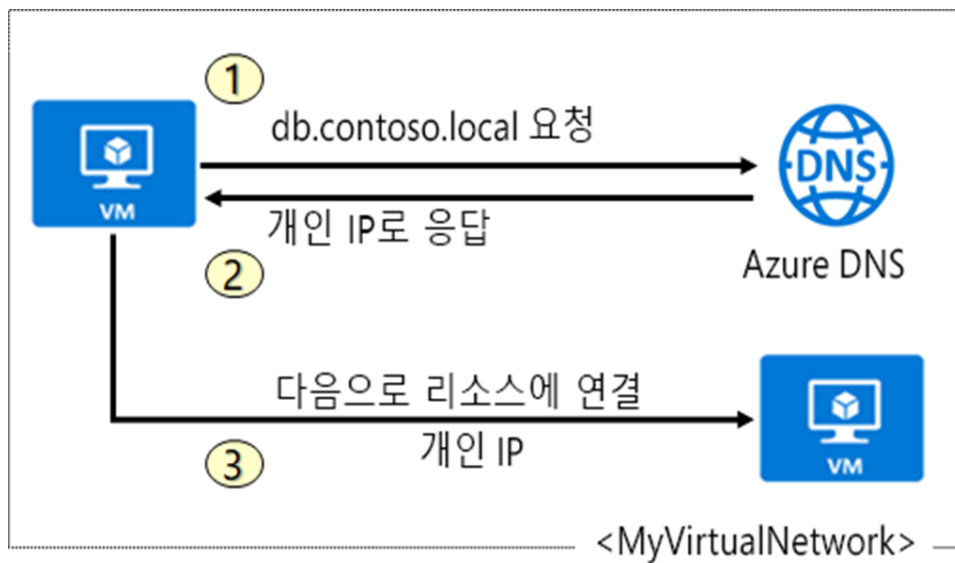 1
db.contoso.local 요청
VM
DNS
개인 IP로 응답
2
Azure DNS
다음으로 리소스에 연결
개인 IP
3
VM
<MyVirtualNetwork>